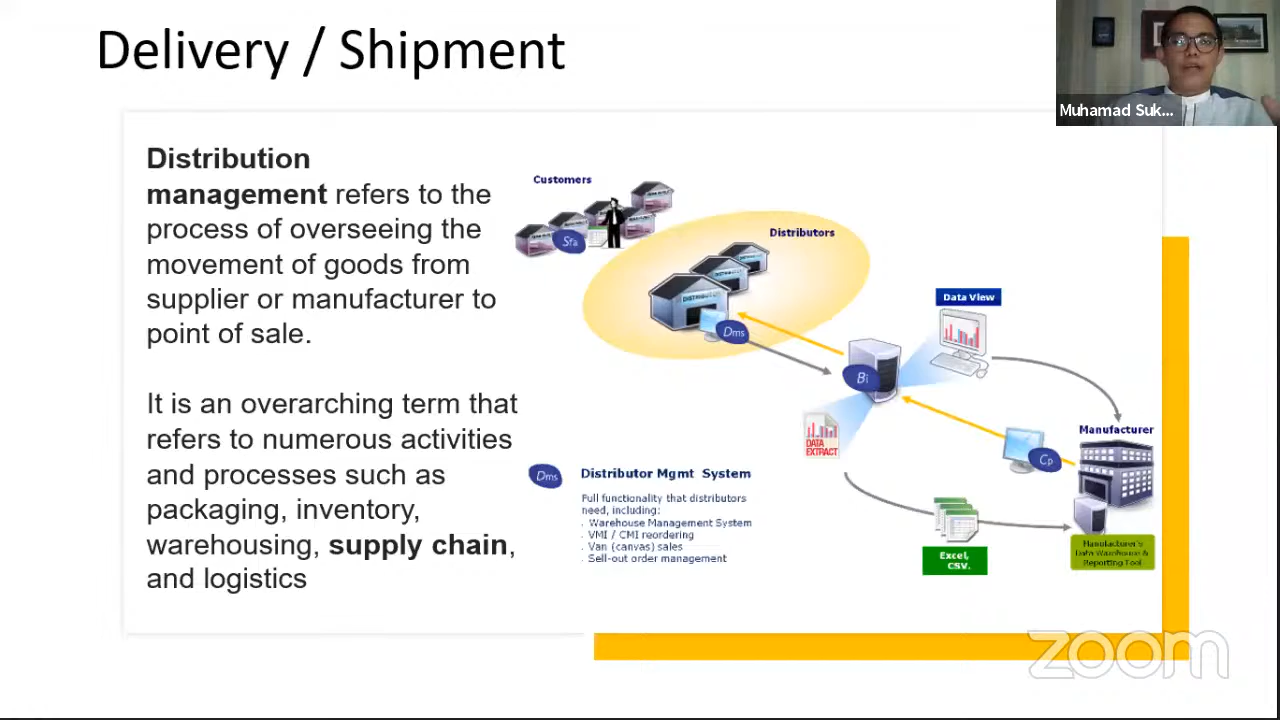 Delivery / Shipment
Muhamad Suk...
Distribution
management refers to the
process of overseeing the
movement of goods from
supplier or manufacturer to
point of sale.
It is an overarching term that
refers to numerous activities
and processes such as
packaging, inventory,
warehousing, supply chain,
and logistics
Customers
Sfa
Distributors
DISTRIBUTOR
Dms
Data View
Bi
DATA
EXTRACT
Manufacturer
Cp
Dms
Distributor Mgmt System
Full functionality that distributors
need, including:
. Warehouse Management System
. VMI / CMI reordering
. Van (canvas) sales
. Sell-out order management
Excel,
CSV.
Manufacturer's
Data Warehouse &
Reporting Tool
zoom